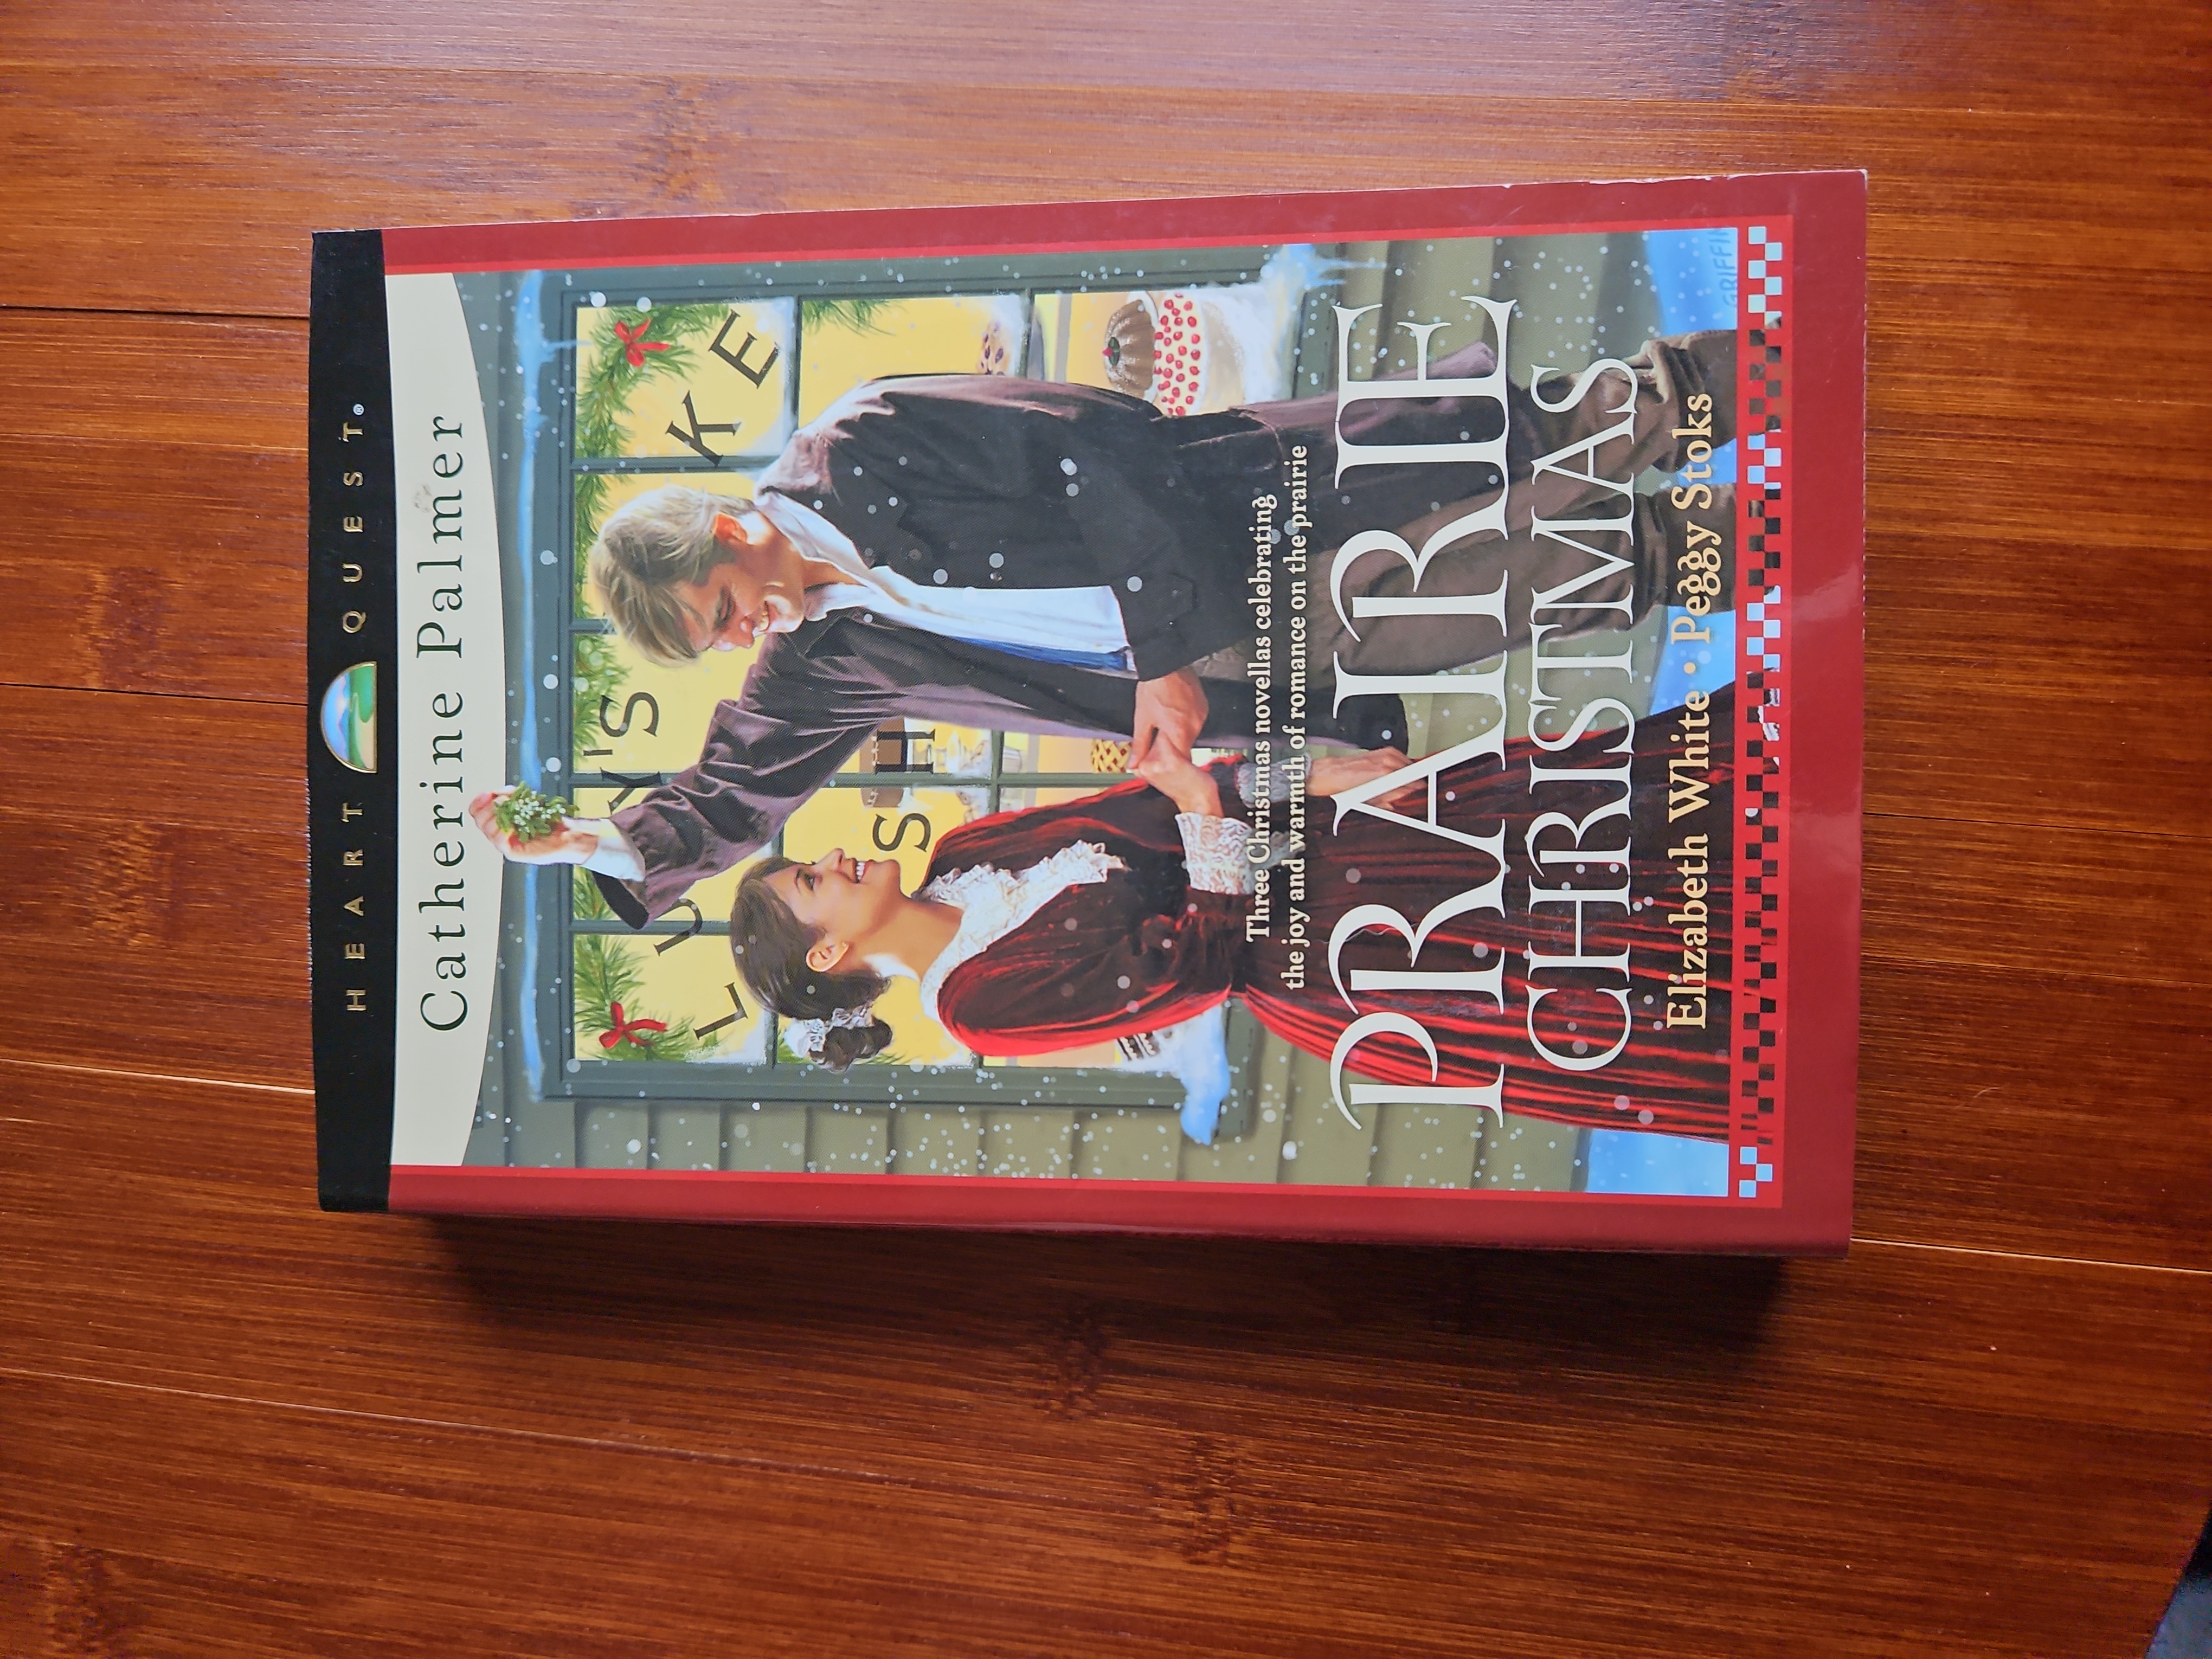 HEART QUEST®
Catherine Palmer
LUCY'S KE
SH
Three Christmas novellas celebrating
the joy and warmth of romance on the prairie
PRAIRIE
CHRISTMAS
Elizabeth White • Peggy Stoks
GRIFFIN